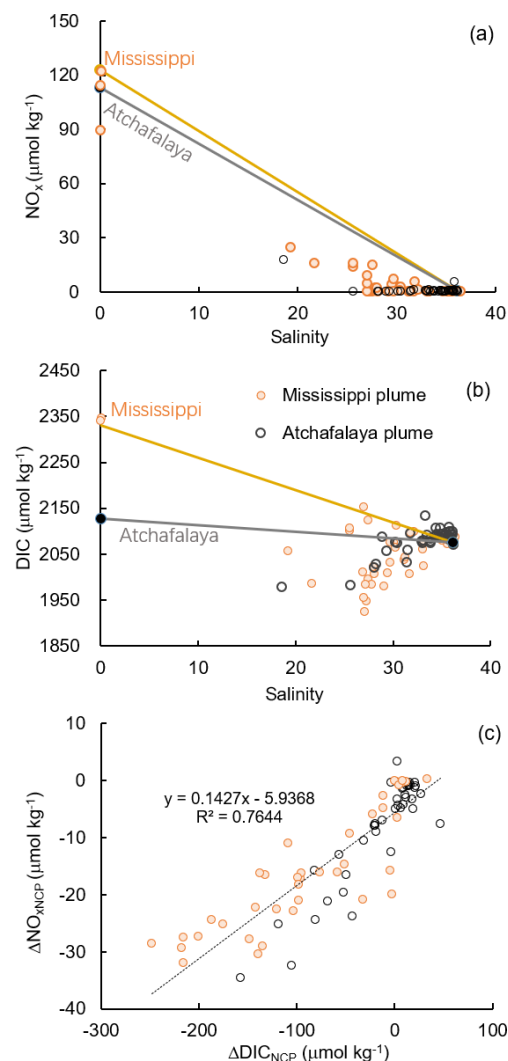 (a)
150
120
90
60
30
0
NOx (μmol kg-1)
Mississippi
Atchafalaya
0
10
20
30
40
Salinity
(b)
2450
2350
2250
2150
2050
1950
1850
DIC (μmol kg-1)
Mississippi
Mississippi plume
Atchafalaya plume
Atchafalaya
0
10
20
30
40
Salinity
(c)
10
0
-10
-20
-30
-40
ΔNOxNCP
(μmol kg-1)
y = 0.1427x - 5.9368
R² = 0.7644
-300
-200
-100
0
100
ΔDICNCP (μmol kg-1)